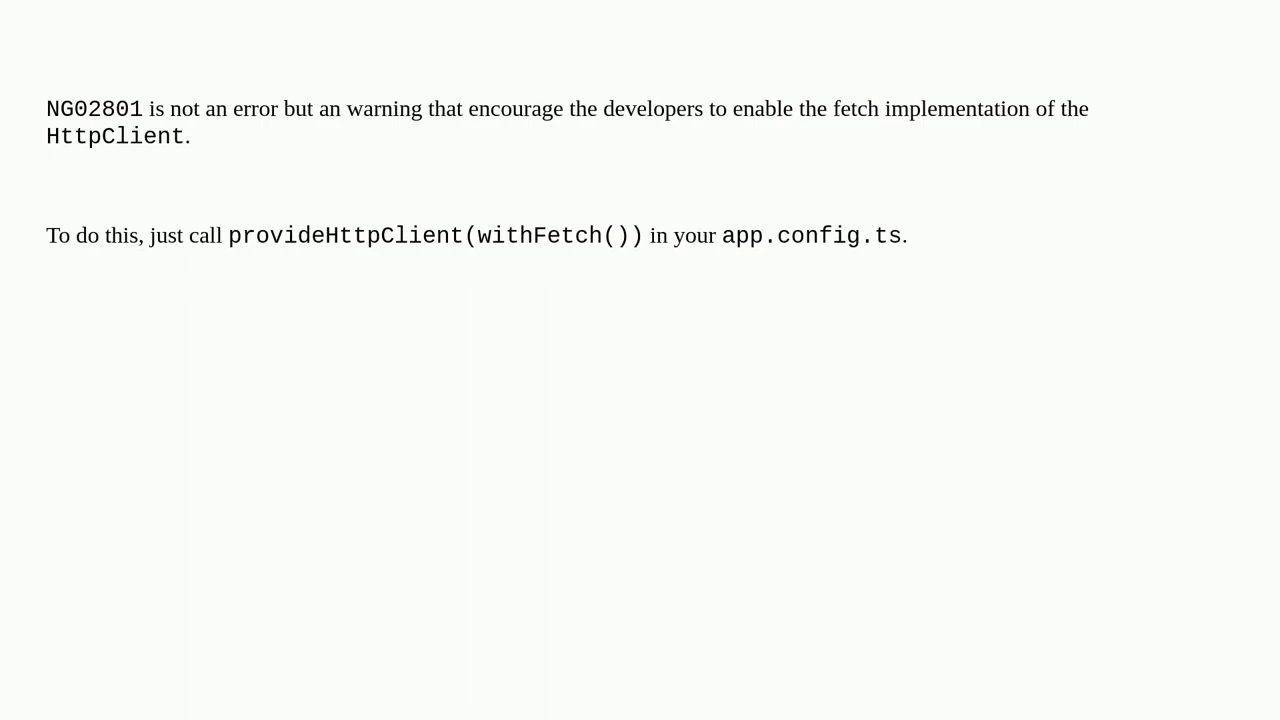 NG02801 is not an error but an warning that encourage the developers to enable the fetch implementation of the
HttpClient.
To do this, just call provideHttpClient(withFetch()) in your app.config.ts.